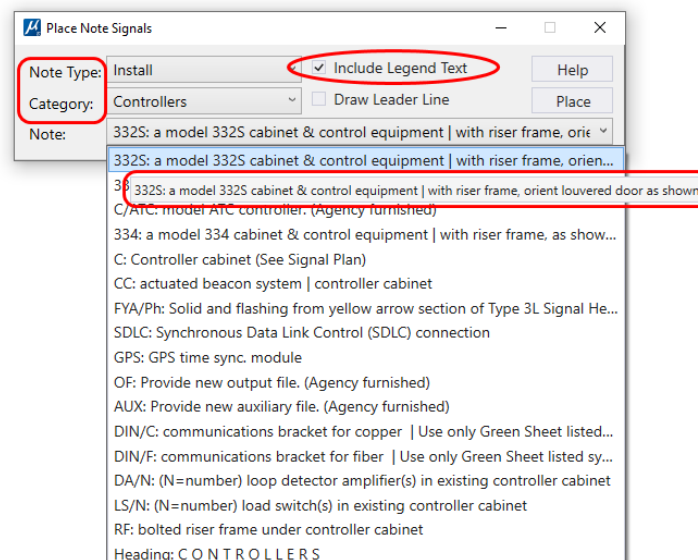 Place Note Signals
Note Type: Install Include Legend Text Help
Category: Controllers Draw Leader Line Place
Note: 332S: a model 332S cabinet & control equipment | with riser frame, orie
332S: a model 332S cabinet & control equipment | with riser frame, orien...
33
332S: a model 332S cabinet & control equipment | with riser frame, orient louvered door as shown
C/ATC: model ATC controller. (Agency furnished)
334: a model 334 cabinet & control equipment | with riser frame, as show...
C: Controller cabinet (See Signal Plan)
CC: actuated beacon system | controller cabinet
FYA/Ph: Solid and flashing from yellow arrow section of Type 3L Signal He...
SDLC: Synchronous Data Link Control (SDLC) connection
GPS: GPS time sync. module
OF: Provide new output file. (Agency furnished)
AUX: Provide new auxiliary file. (Agency furnished)
DIN/C: communications bracket for copper | Use only Green Sheet listed...
DIN/F: communications bracket for fiber | Use only Green Sheet listed sy...
DA/N: (N=number) loop detector amplifier(s) in existing controller cabinet
LS/N: (N=number) load switch(s) in existing controller cabinet
RF: bolted riser frame under controller cabinet
Heading: C O N T R O L L E R S